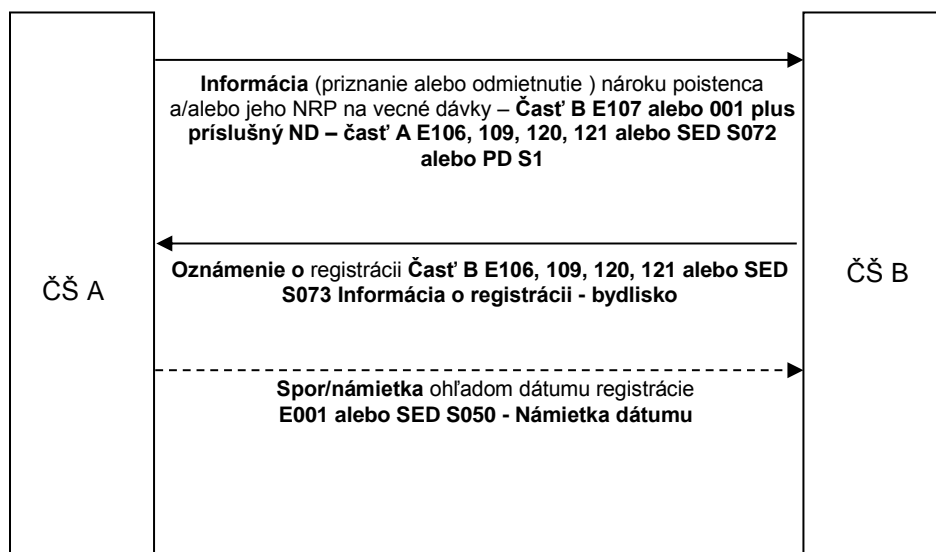 Informácia (priznanie alebo odmietnutie ) nároku poistenca
a/alebo jeho NRP na vecné dávky – Časť B E107 alebo 001 plus
príslušný ND – časť A E106, 109, 120, 121 alebo SED S072
alebo PD S1
ČŠ A
ČŠ B
Oznámenie o registrácii Časť B E106, 109, 120, 121 alebo SED
S073 Informácia o registrácii - bydlisko
Spor/námietka ohľadom dátumu registrácie
E001 alebo SED S050 - Námietka dátumu